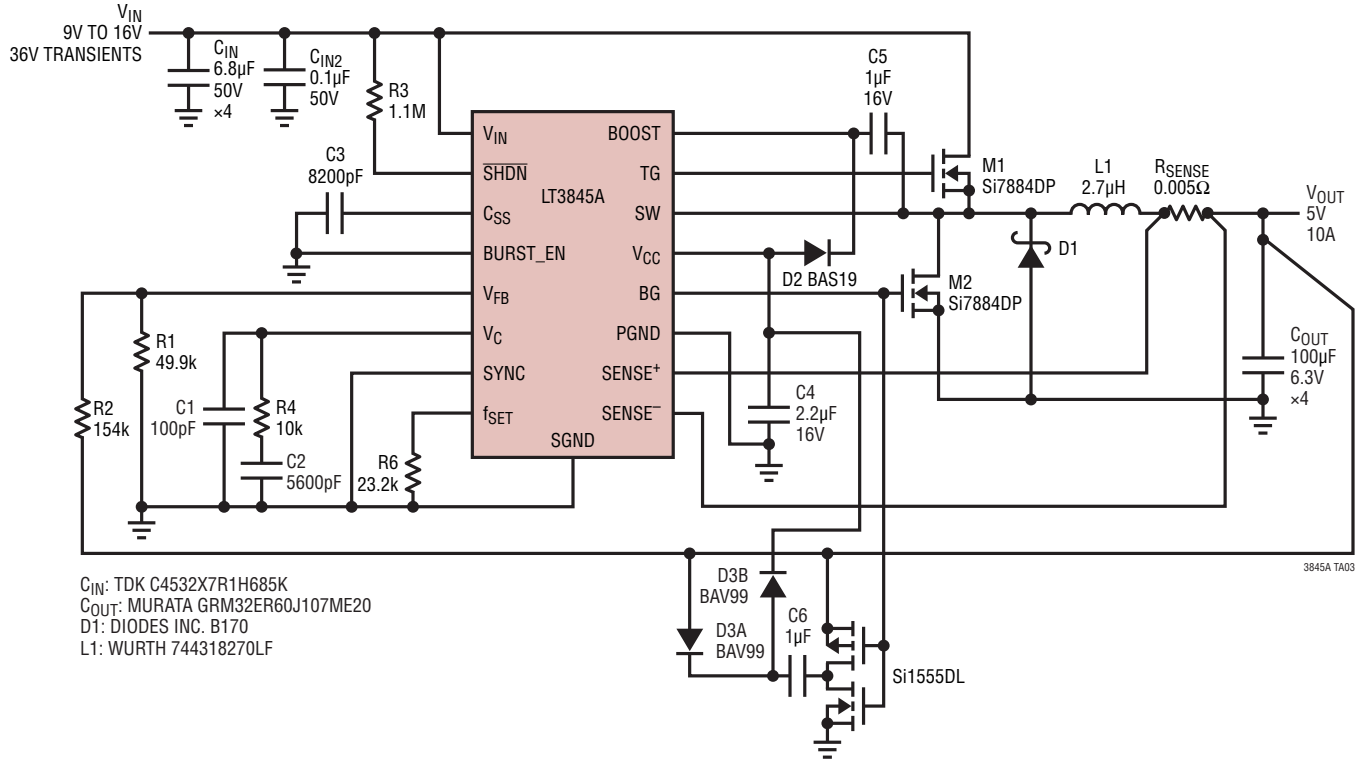 VIN
9V TO 16V
36V TRANSIENTS
CIN
6.8µF
50V
×4
CIN2
0.1µF
50V
R3
1.1M
C3
8200pF
VIN
SHDN
CSS
BURST_EN
VFB
VC
SYNC
fSET
LT3845A
SGND
BOOST
TG
SW
VCC
BG
PGND
SENSE+
SENSE–
C5
1µF
16V
M1
Si7884DP
L1
2.7µH
RSENSE
0.005Ω
VOUT
5V
10A
D2 BAS19
D1
M2
Si7884DP
COUT
100µF
6.3V
×4
C4
2.2µF
16V
R1
49.9k
R2
154k
C1
100pF
R4
10k
C2
5600pF
R6
23.2k
3845A TA03
D3B
BAV99
D3A
BAV99
C6
1µF
Si1555DL
CIN: TDK C4532X7R1H685K
COUT: MURATA GRM32ER60J107ME20
D1: DIODES INC. B170
L1: WURTH 744318270LF